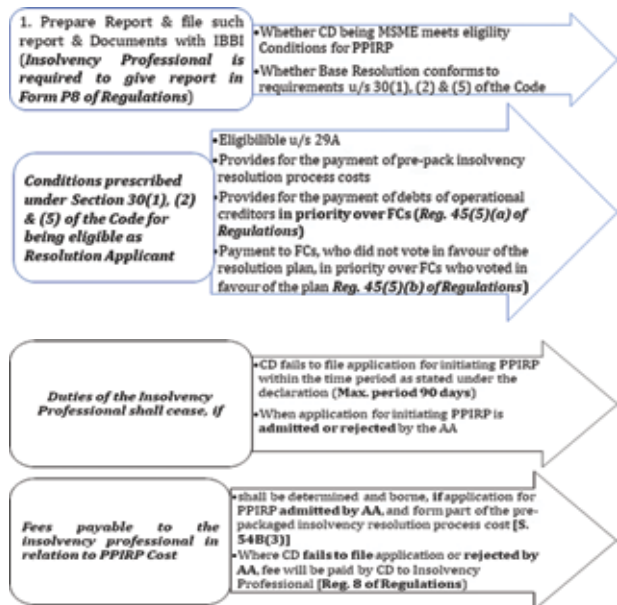 1. Prepare Report & file such
report & Documents with IBBI
(Insolvency Professional is
required to give report in
Form P8 of Regulations)
•Whether CD being MSME meets eligility
Conditions for PPIRP
•Whether Base Resolution conforms to
requirements u/s 30(1), (2) & (5) of the Code
Conditions prescribed
under Section 30(1), (2)
& (5) of the Code for
being eligible as
Resolution Applicant
•Eligibilible u/s 29A
•Provides for the payment of pre-pack insolvency
resolution process costs
•Provides for the payment of debts of operational
creditors in priority over FCs (Reg. 45(5)(a) of
Regulations)
•Payment to FCs, who did not vote in favour of the
resolution plan, in priority over FCs who voted in
favour of the plan Reg. 45(5)(b) of Regulations)
Duties of the Insolvency
Professional shall cease, if
•CD fails to file application for initiating PPIRP
within the time period as stated under the
declaration (Max. period 90 days)
•When application for initiating PPIRP is
admitted or rejected by the AA
Fees payable to the
insolvency professional in
relation to PPIRP Cost
•shall be determined and borne, if application for
PPIRP admitted by AA, and form part of the pre-
packaged insolvency resolution process cost [S.
54B(3)]
•Where CD fails to file application or rejected by
AA, fee will be paid by CD to Insolvency
Professional [Reg. 8 of Regulations)